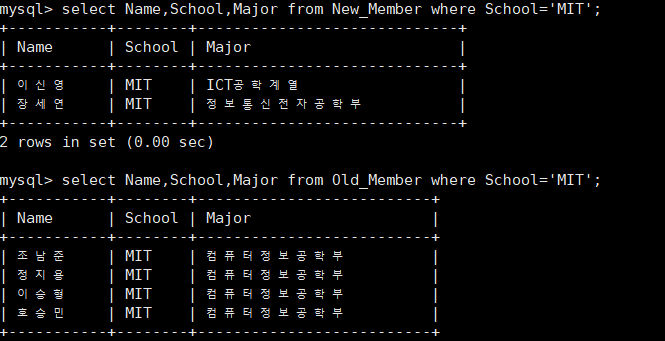 mysql> select Name,School,Major from New_Member where School='MIT';
+-----------+--------+----------------------------+
| Name      | School | Major                      |
+-----------+--------+----------------------------+
| 이신영    | MIT    | ICT공학계열                |
| 장세연    | MIT    | 정보통신전자공학부         |
+-----------+--------+----------------------------+
2 rows in set (0.00 sec)
mysql> select Name,School,Major from Old_Member where School='MIT';
+-----------+--------+-------------------------+
| Name      | School | Major                   |
+-----------+--------+-------------------------+
| 조남준    | MIT    | 컴퓨터정보공학부        |
| 정지용    | MIT    | 컴퓨터정보공학부        |
| 이승형    | MIT    | 컴퓨터정보공학부        |
| 호승민    | MIT    | 컴퓨터정보공학부        |
+-----------+--------+-------------------------+